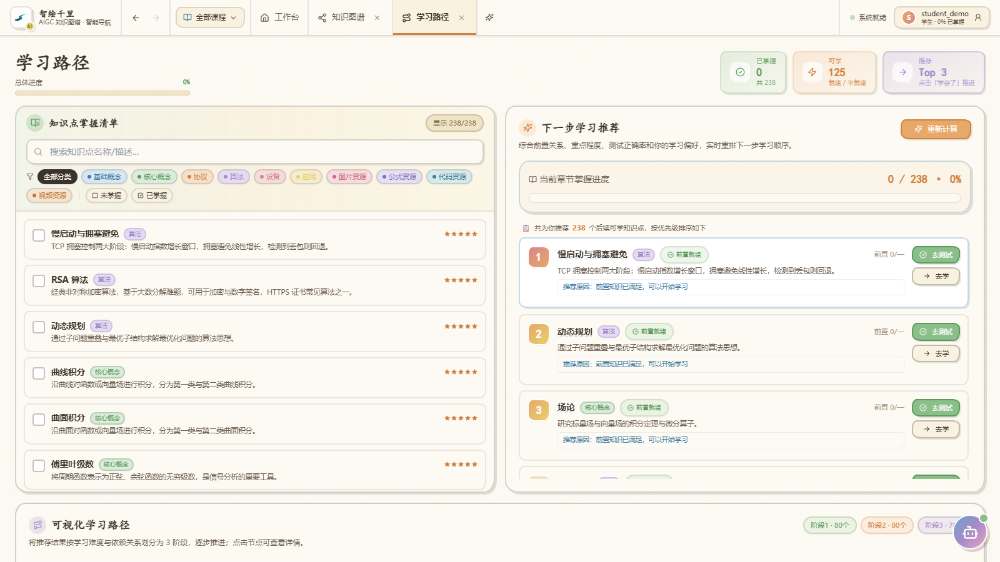 智绘千里
AIGC 知识图谱 · 智能导航
AI
全部课程
工作台
知识图谱
学习路径
系统就绪
S
student_demo
学生 · 0% 已掌握
学习路径
总体进度
0%
已掌握
0
共 238
可学
125
就绪 / 半就绪
推荐
Top 3
点击「学会了」推进
知识点掌握清单
显示 238/238
搜索知识点名称/描述...
全部分类
基础概念
核心概念
协议
算法
设备
应用
图片资源
公式资源
代码资源
视频资源
未掌握
已掌握
慢启动与拥塞避免 算法
TCP 拥塞控制两大阶段：慢启动指数增长窗口，拥塞避免线性增长，检测到丢包则回退。
RSA 算法 算法
经典非对称加密算法，基于大数分解难题，可用于加密与数字签名，HTTPS 证书常见算法之一。
动态规划 算法
通过子问题重叠与最优子结构求解最优化问题的算法思想。
曲线积分 核心概念
沿曲线对函数或向量场进行积分，分为第一类与第二类曲线积分。
曲面积分 核心概念
沿曲面对函数或向量场进行积分，分为第一类与第二类曲面积分。
傅里叶级数 核心概念
将周期函数表示为正弦、余弦函数的无穷级数，是信号分析的重要工具。
下一步学习推荐
重新计算
综合前置关系、重点程度、测试正确率和你的学习偏好，实时重排下一步学习顺序。
当前章节掌握进度
0 / 238 • 0%
共为你推荐 238 个后续可学知识点，按优先级排序如下
1
慢启动与拥塞避免 算法 前置就绪
前置 0/—
去测试
TCP 拥塞控制两大阶段：慢启动指数增长窗口，拥塞避免线性增长，检测到丢包则回退。
去学
推荐原因：前置知识已满足，可以开始学习
2
动态规划 算法 前置就绪
前置 0/—
去测试
通过子问题重叠与最优子结构求解最优化问题的算法思想。
去学
推荐原因：前置知识已满足，可以开始学习
3
场论 核心概念 前置就绪
前置 0/—
去测试
研究标量场与向量场的积分定理与微分算子。
去学
推荐原因：前置知识已满足，可以开始学习
可视化学习路径
将推荐结果按学习难度与依赖关系划分为 3 阶段，逐步推进；点击节点可查看详情。
阶段1 · 80个
阶段2 · 80个
阶段3 · 7